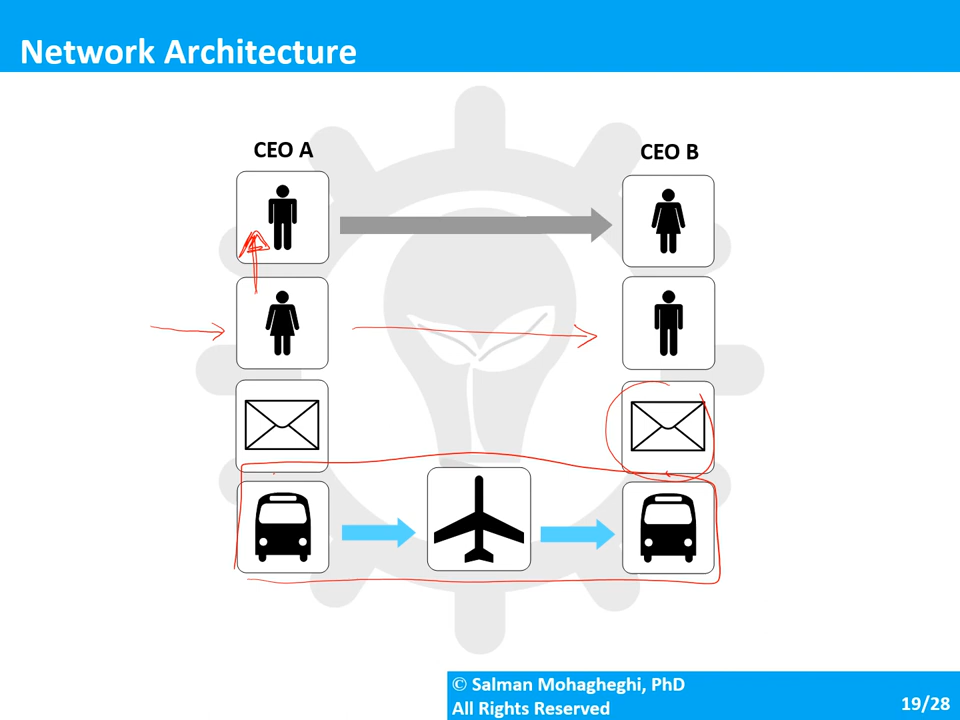 Network Architecture
CEO A
CEO B
© Salman Mohagheghi, PhD
All Rights Reserved
19/28